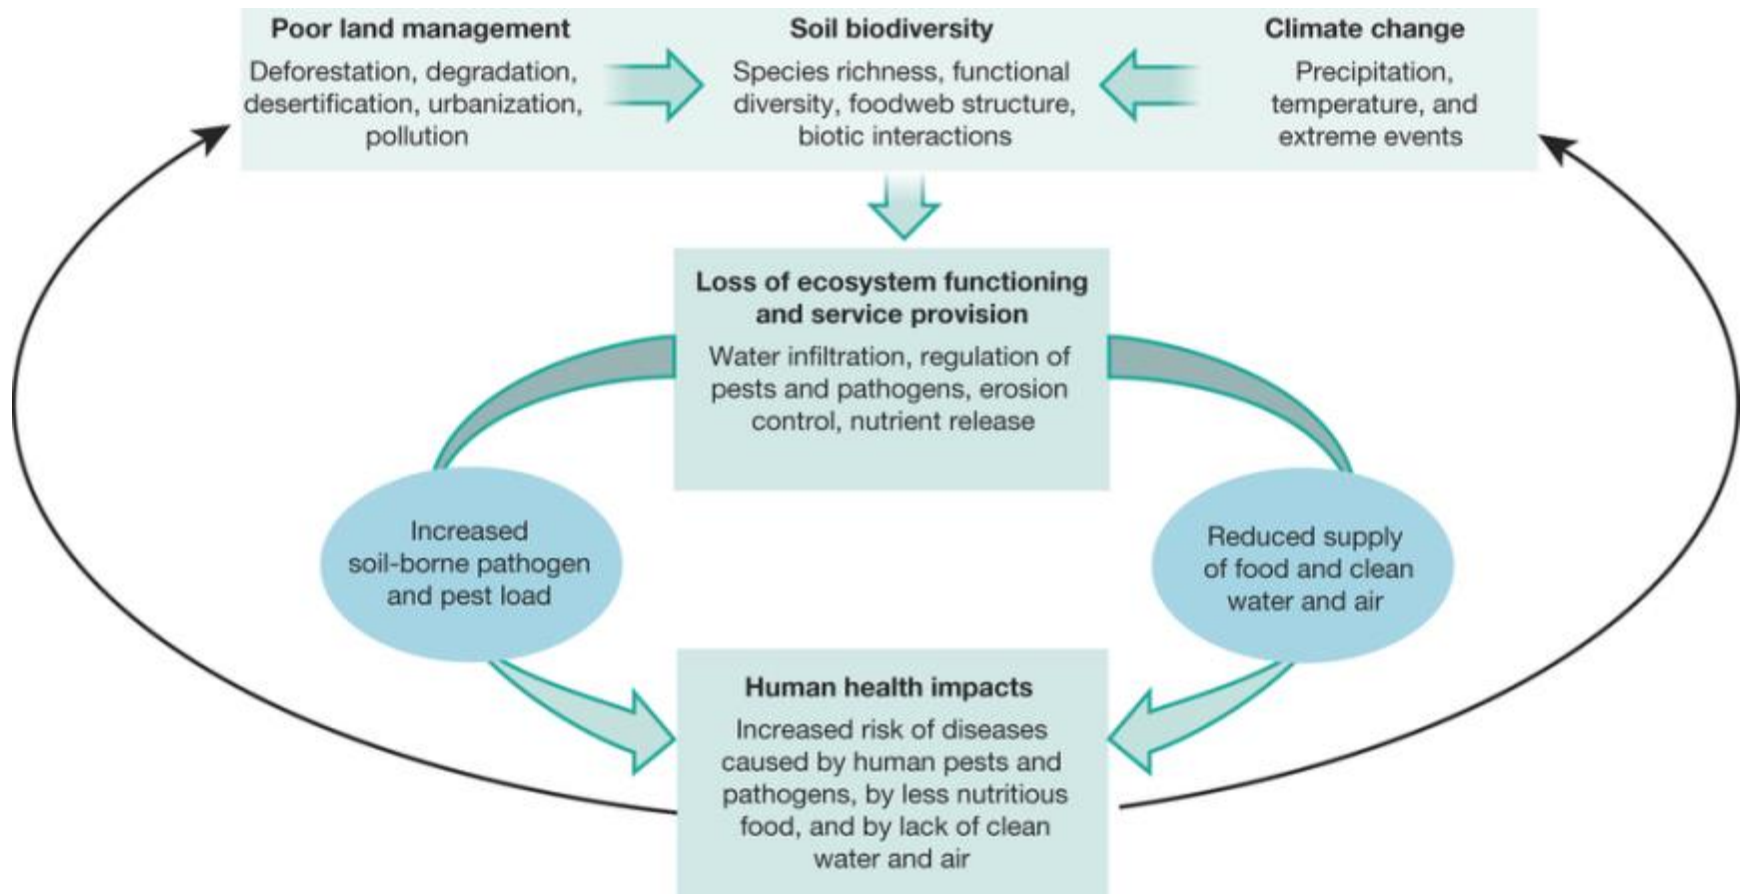 Poor land management
Deforestation, degradation,
desertification, urbanization,
pollution
Soil biodiversity
Species richness, functional
diversity, foodweb structure,
biotic interactions
Climate change
Precipitation,
temperature, and
extreme events
Loss of ecosystem functioning
and service provision
Water infiltration, regulation of
pests and pathogens, erosion
control, nutrient release
Increased
soil-borne pathogen
and pest load
Reduced supply
of food and clean
water and air
Human health impacts
Increased risk of diseases
caused by human pests and
pathogens, by less nutritious
food, and by lack of clean
water and air